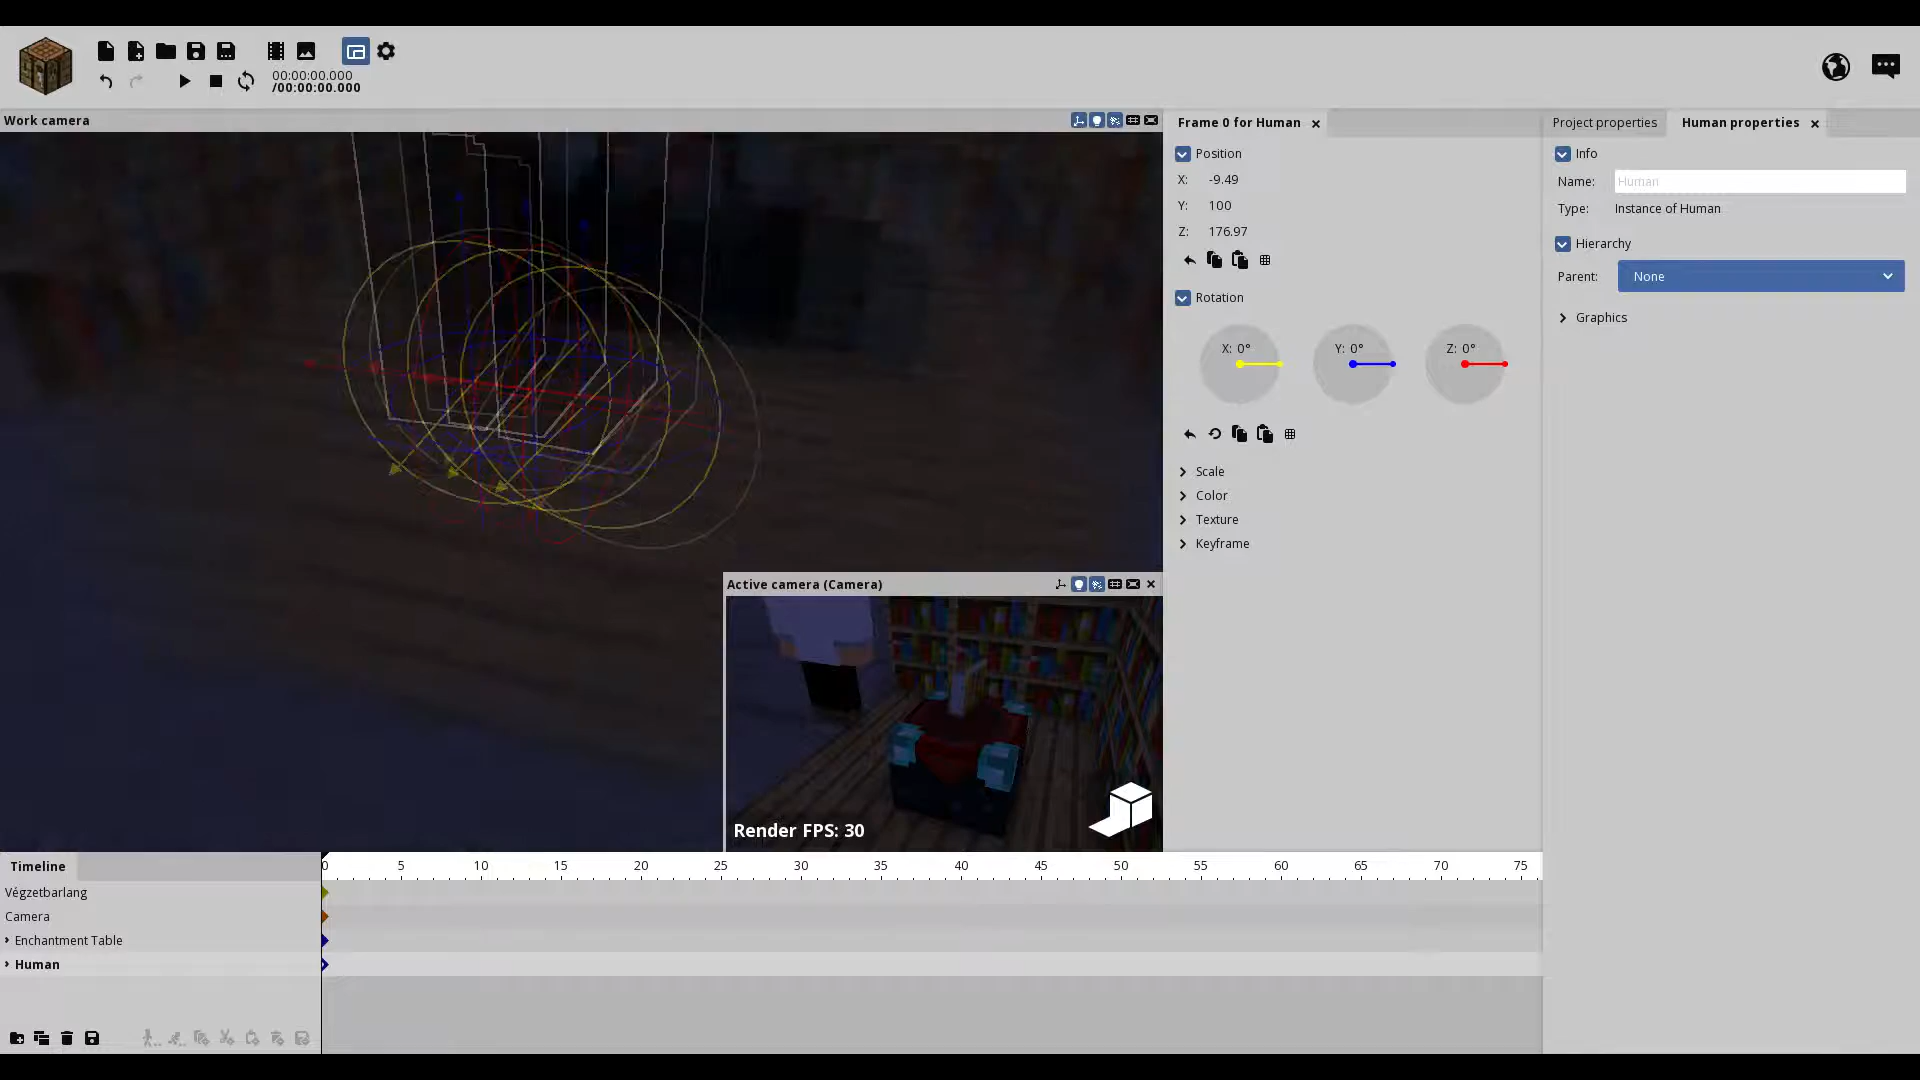 00:00:00.000
/00:00:00.000
Work camera
Frame 0 for Human
Project properties
Human properties
Position
X: -9.49
Y: 100
Z: 176.97
Rotation
X: 0° Y: 0° Z: 0°
Scale
Color
Texture
Keyframe
Info
Name: Human
Type: Instance of Human
Hierarchy
Parent: None
Graphics
Active camera (Camera)
Render FPS: 30
Timeline
0 5 10 15 20 25 30 35 40 45 50 55 60 65 70 75
Végzetbarlang
Camera
Enchantment Table
Human